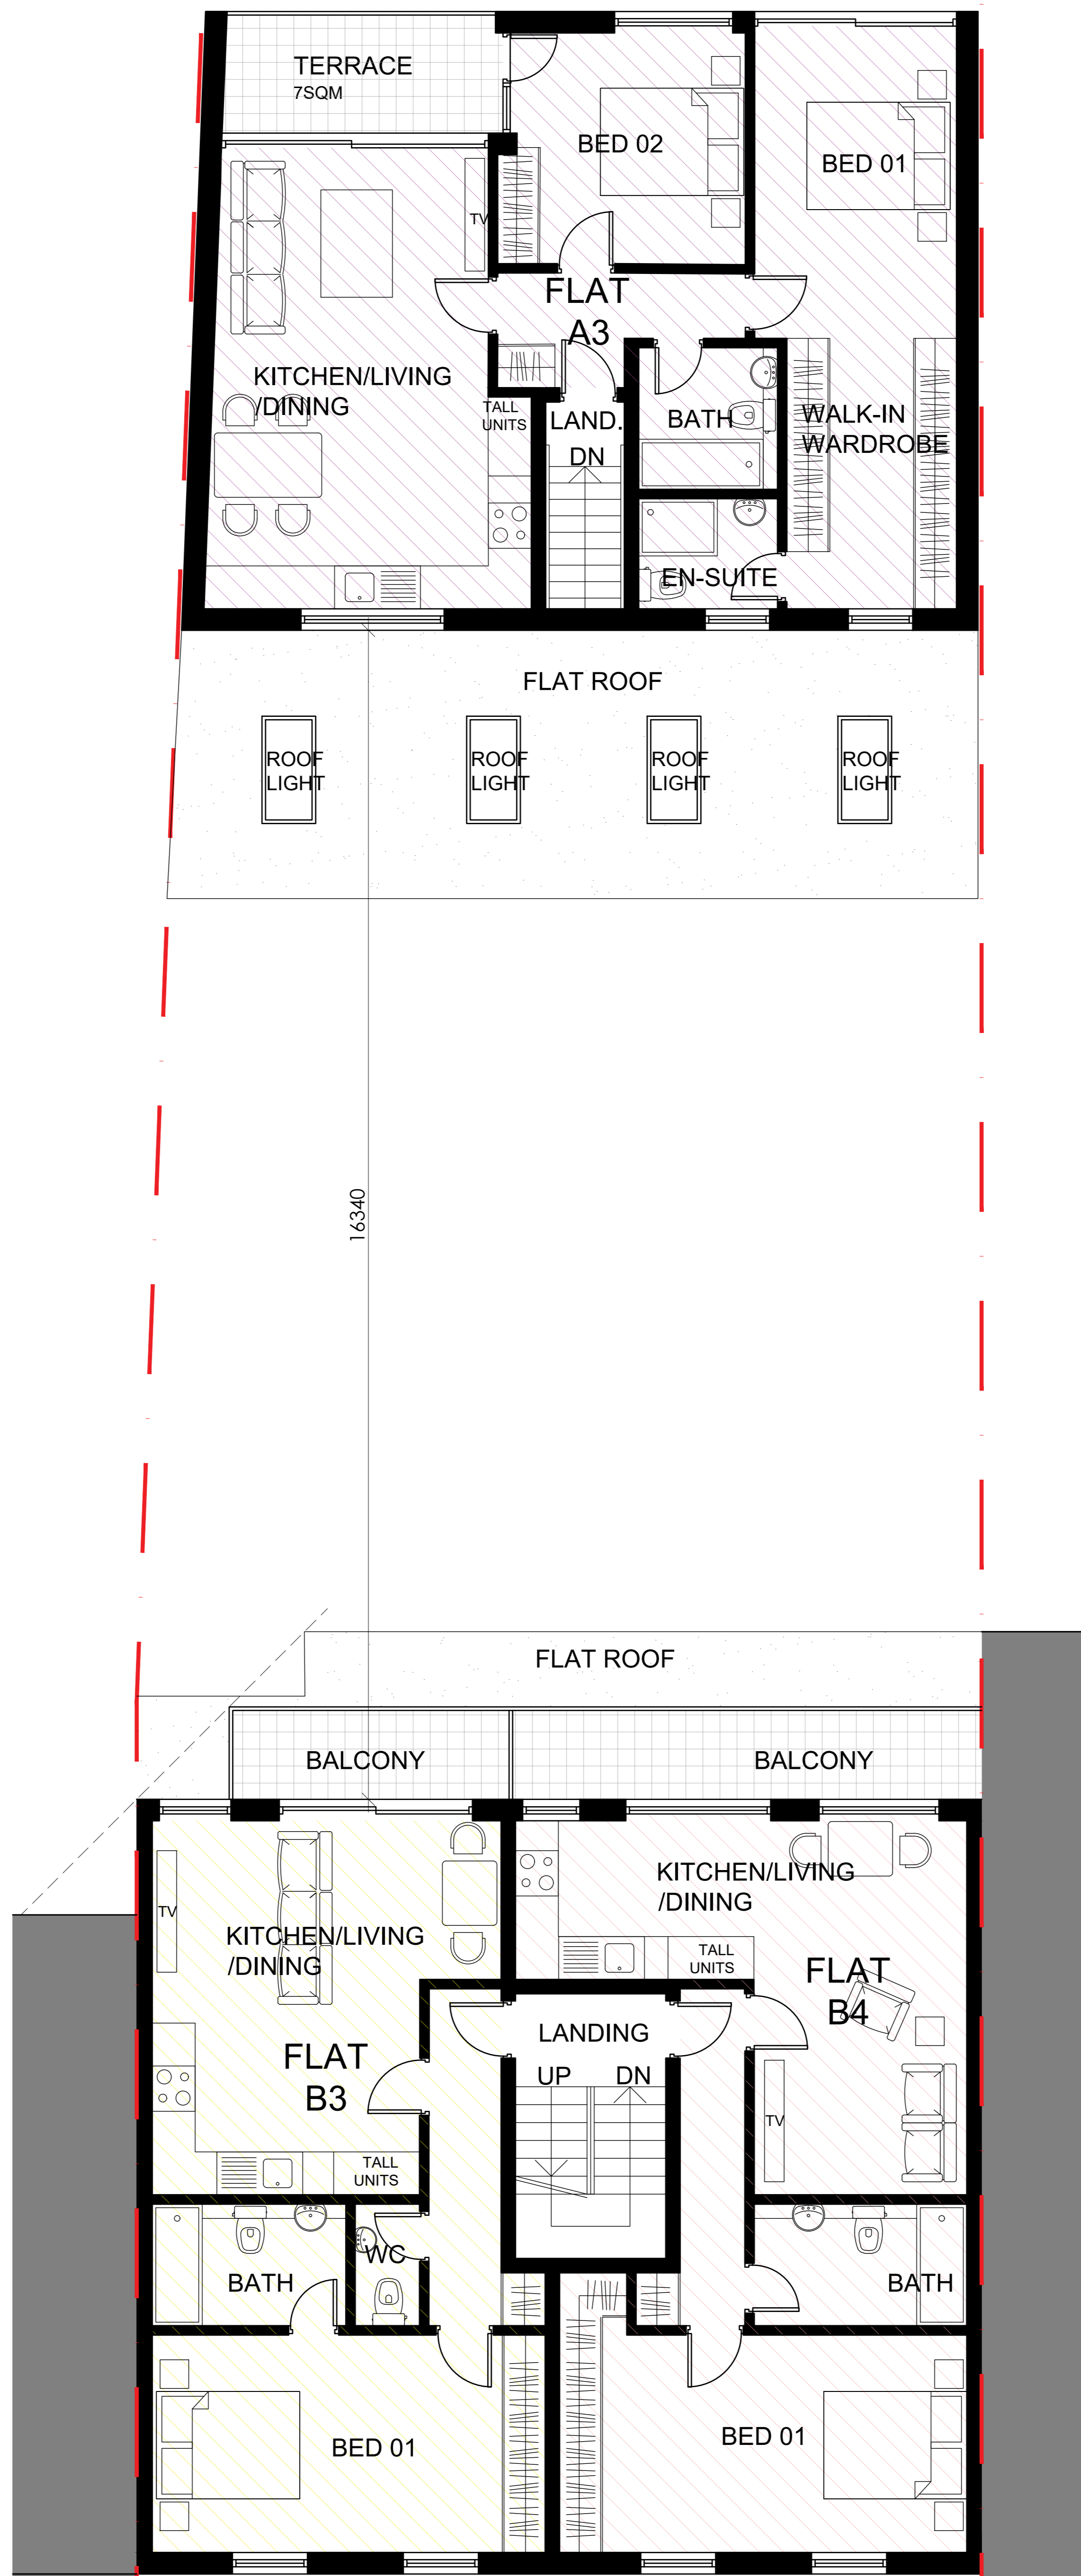 TERRACE
7SQM
BED 02
BED 01
TV
FLAT
A3
KITCHEN/LIVING
/DINING
TALL
UNITS
LAND.
DN
BATH
WALK-IN
WARDROBE
EN-SUITE
FLAT ROOF
ROOF
LIGHT
ROOF
LIGHT
ROOF
LIGHT
ROOF
LIGHT
16340
FLAT ROOF
BALCONY
BALCONY
KITCHEN/LIVING
/DINING
TV
KITCHEN/LIVING
/DINING
TALL
UNITS
FLAT
B4
LANDING
UP
DN
FLAT
B3
TV
TALL
UNITS
WC
BATH
BATH
BED 01
BED 01